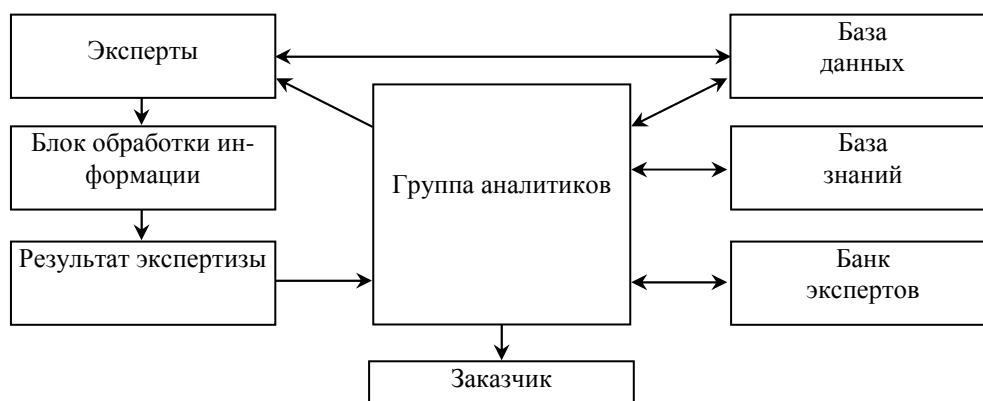 Эксперты
База
данных
Блок обработки ин-
формации
Группа аналитиков
База
знаний
Результат экспертизы
Банк
экспертов
Заказчик